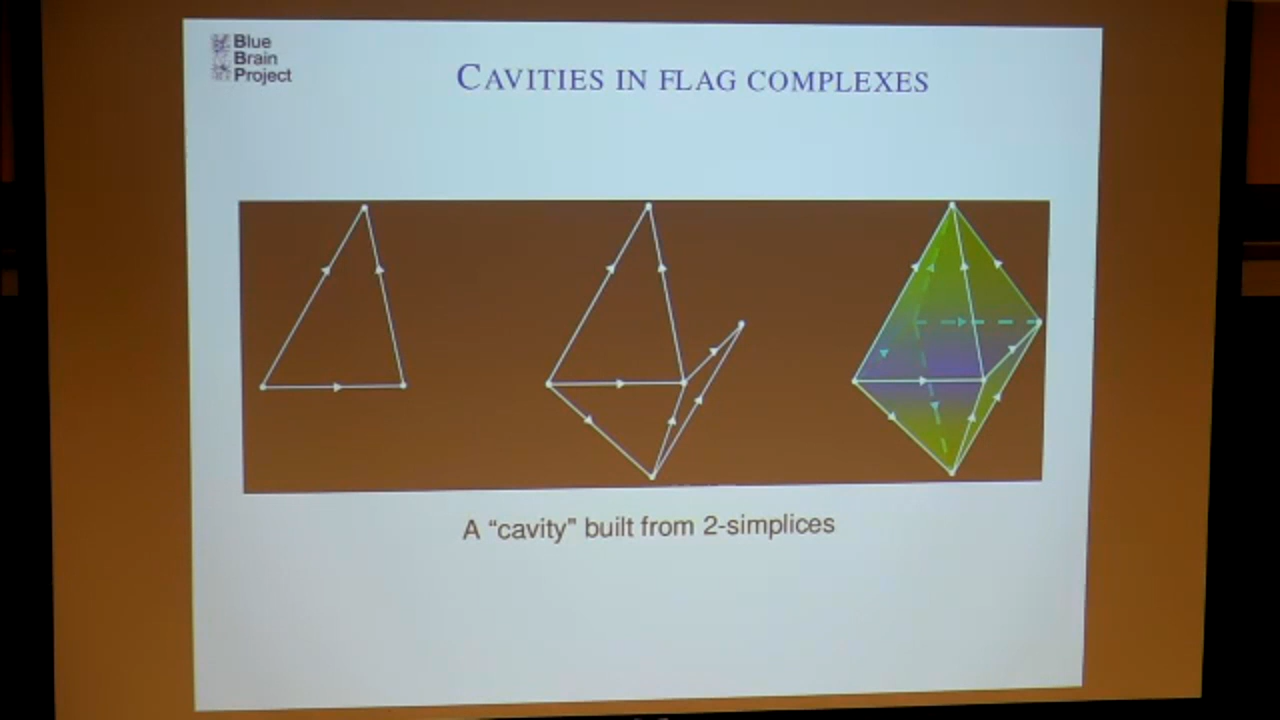 Blue
Brain
Project
CAVITIES IN FLAG COMPLEXES
A “cavity” built from 2-simplices